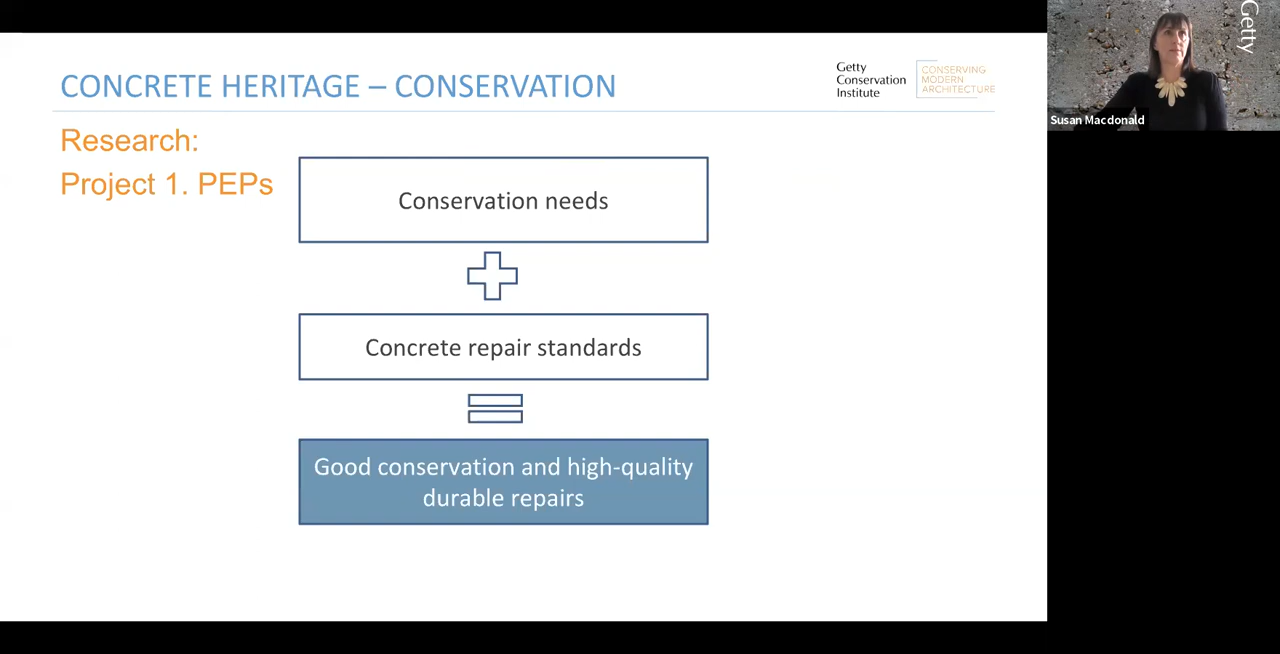 CONCRETE HERITAGE – CONSERVATION
Getty
Conservation
Institute
CONSERVING
MODERN
ARCHITECTURE
Getty
Susan Macdonald
Research:
Project 1. PEPs
Conservation needs
Concrete repair standards
Good conservation and high-quality
durable repairs